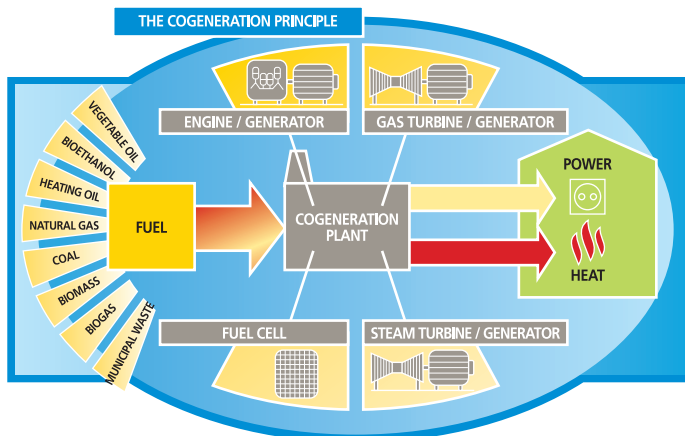 THE COGENERATION PRINCIPLE
ENGINE / GENERATOR
GAS TURBINE / GENERATOR
VEGETABLE OIL
BIOETHANOL
HEATING OIL
NATURAL GAS
COAL
BIOMASS
BIOGAS
MUNICIPAL WASTE
FUEL
COGENERATION
PLANT
POWER
HEAT
FUEL CELL
STEAM TURBINE / GENERATOR